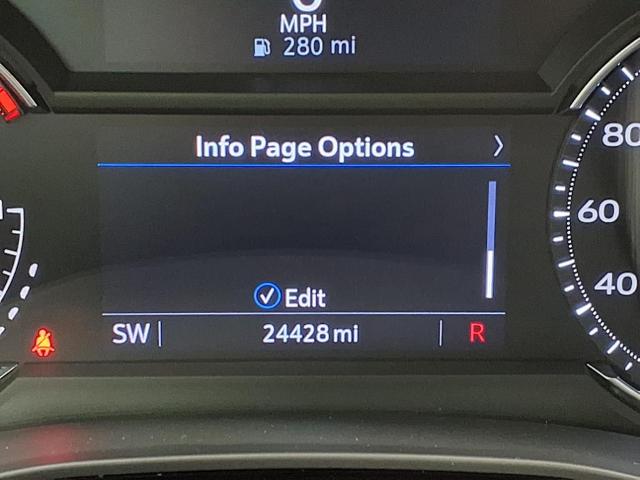 MPH
280 mi
Info Page Options
Edit
SW 24428 mi R
80
60
40